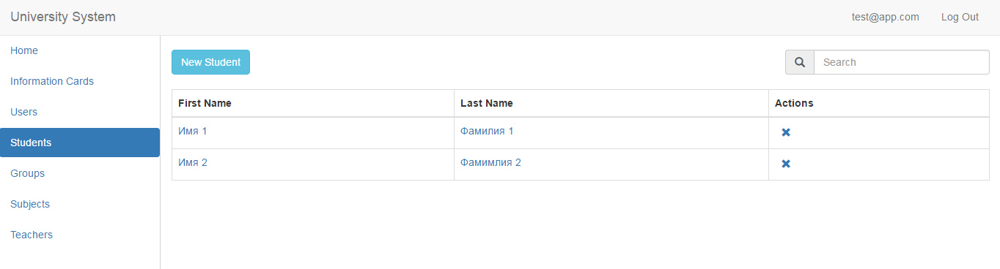 University System
test@app.com
Log Out
Home
Information Cards
Users
Students
Groups
Subjects
Teachers
New Student
Search
First Name Last Name Actions
Имя 1 Фамилия 1
Имя 2 Фамимлия 2